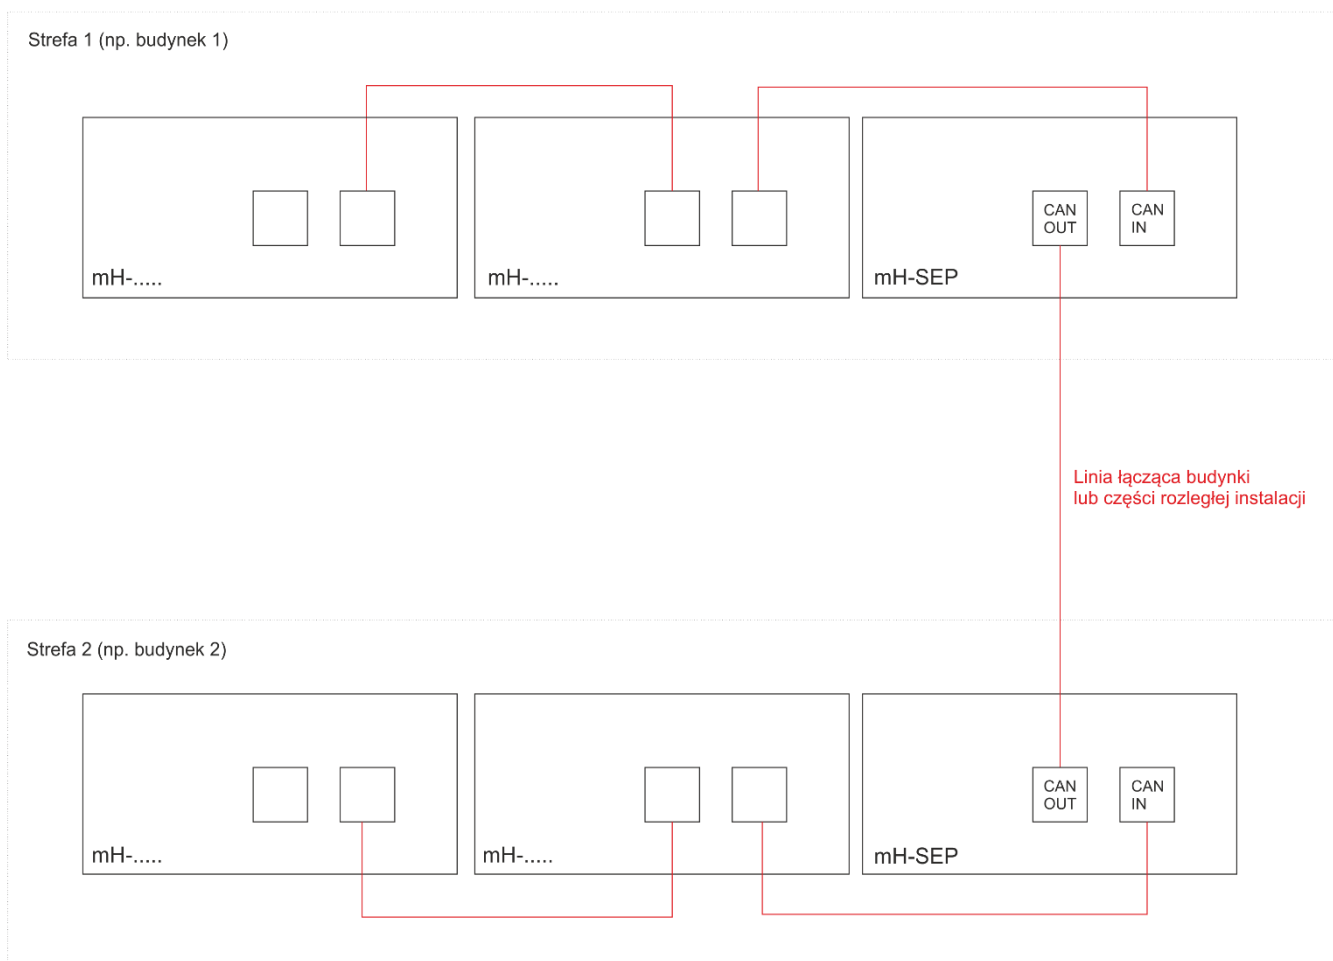 Strefa 1 (np. budynek 1)
CAN
OUT
CAN
IN
mH-.....
mH-.....
mH-SEP
Linia łącząca budynki
lub części rozległej instalacji
Strefa 2 (np. budynek 2)
CAN
OUT
CAN
IN
mH-.....
mH-.....
mH-SEP